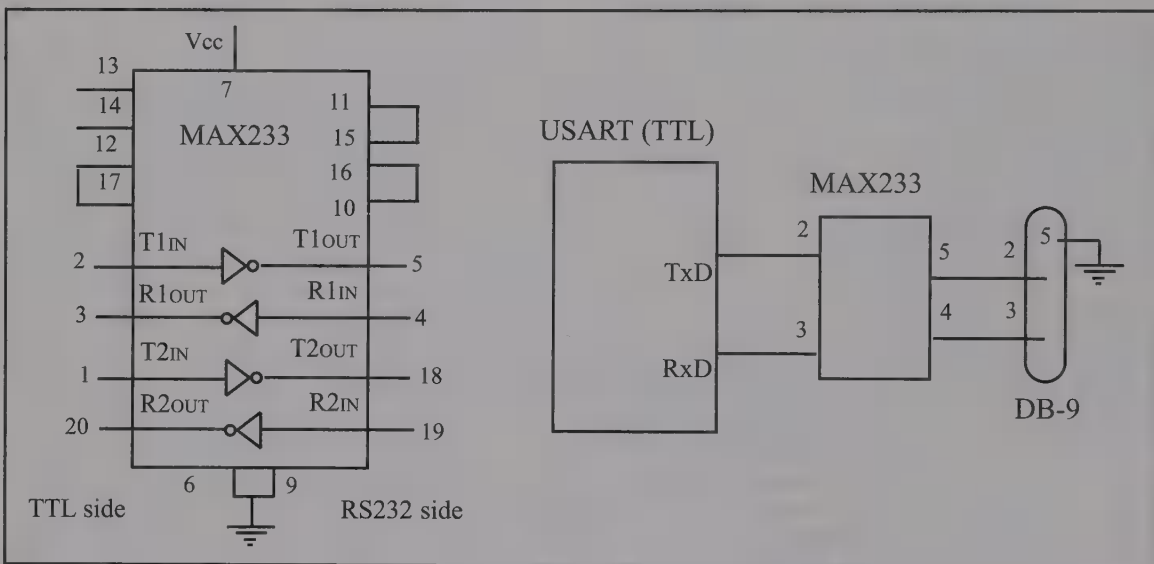 Vcc
13
14
12
17
7
MAX233
11
15
16
10
2
T1IN
T1OUT
5
3
R1OUT
R1IN
4
1
T2IN
T2OUT
18
20
R2OUT
R2IN
19
6
9
TTL side
RS232 side
USART (TTL)
TxD
RxD
MAX233
2
3
5
4
2
3
5
DB-9